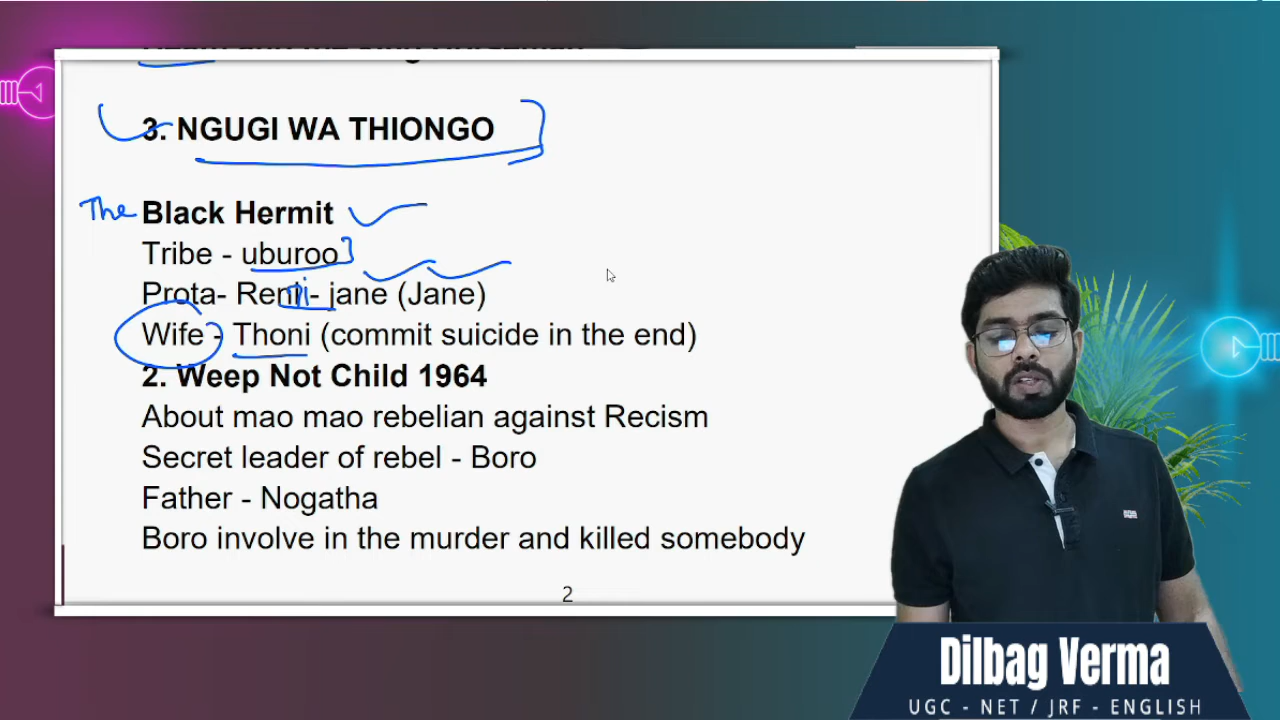 3. NGUGI WA THIONGO
The Black Hermit
Tribe - uburoo
Prota- Renji- jane (Jane)
Wife - Thoni (commit suicide in the end)
2. Weep Not Child 1964
About mao mao rebelian against Recism
Secret leader of rebel - Boro
Father - Nogatha
Boro involve in the murder and killed somebody
2
Dilbag Verma
UGC - NET / JRF - ENGLISH